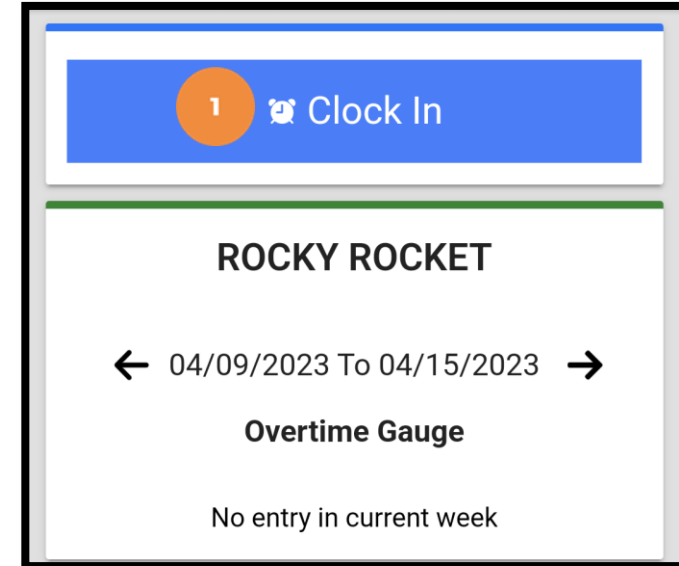 1 Clock In
ROCKY ROCKET
04/09/2023 To 04/15/2023
Overtime Gauge
No entry in current week